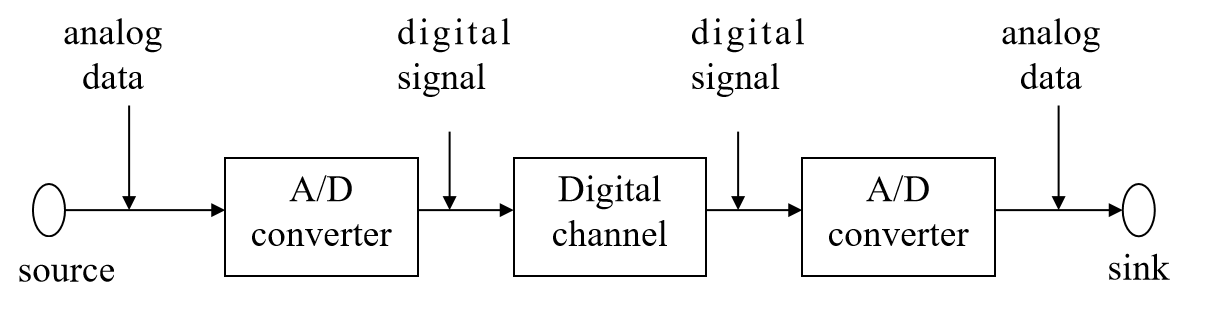 analog
data
digital
signal
digital
signal
analog
data
source
A/D
converter
Digital
channel
A/D
converter
sink